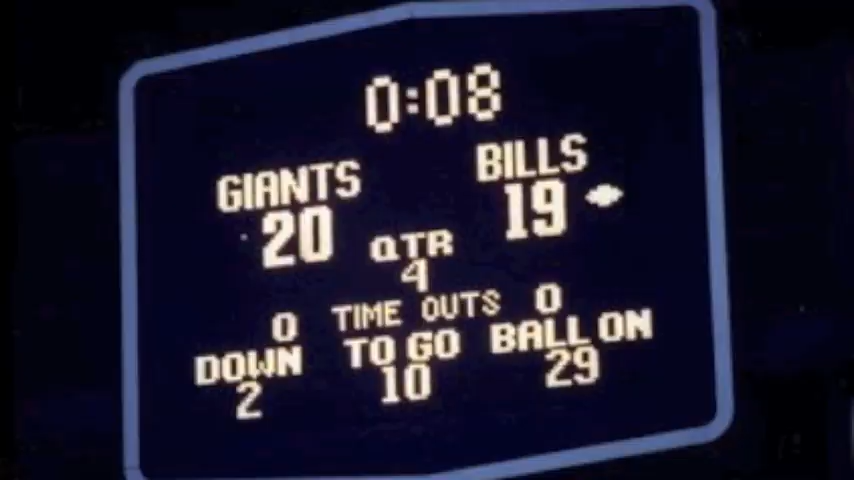 0:08
GIANTS BILLS
20 19
QTR
4
0 TIME OUTS 0
DOWN TO GO BALL ON
2 10 29